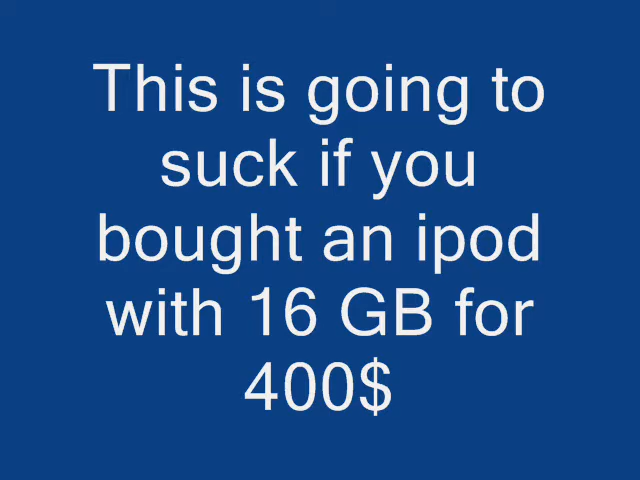 This is going to
suck if you
bought an ipod
with 16 GB for
400$